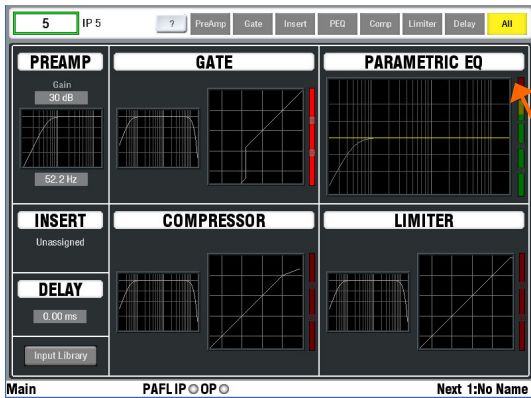 5 IP 5 ? PreAmp Gate Insert PEQ Comp Limiter Delay All
PREAMP GATE PARAMETRIC EQ
Gain
30 dB
52.2 Hz
INSERT COMPRESSOR LIMITER
Unassigned
DELAY
0.00 ms
Input Library
Main PAFL IP OP Next 1:No Name